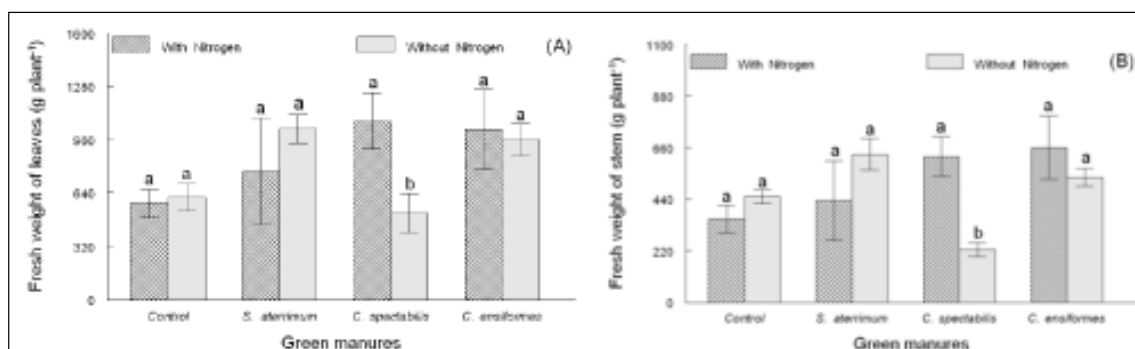 1600
With Nitrogen
Without Nitrogen
(A)
1280
960
640
320
0
Fresh weight of leaves (g plant⁻¹)
a
a
a
a
a
b
a
a
Control
S. aterrimum
C. spectabilis
C. ensiformes
Green manures
1100
With Nitrogen
Without Nitrogen
(B)
880
660
440
220
0
Fresh weight of stem (g plant⁻¹)
a
a
a
a
a
b
a
a
Control
S. aterrimum
C. spectabilis
C. ensiformes
Green manures